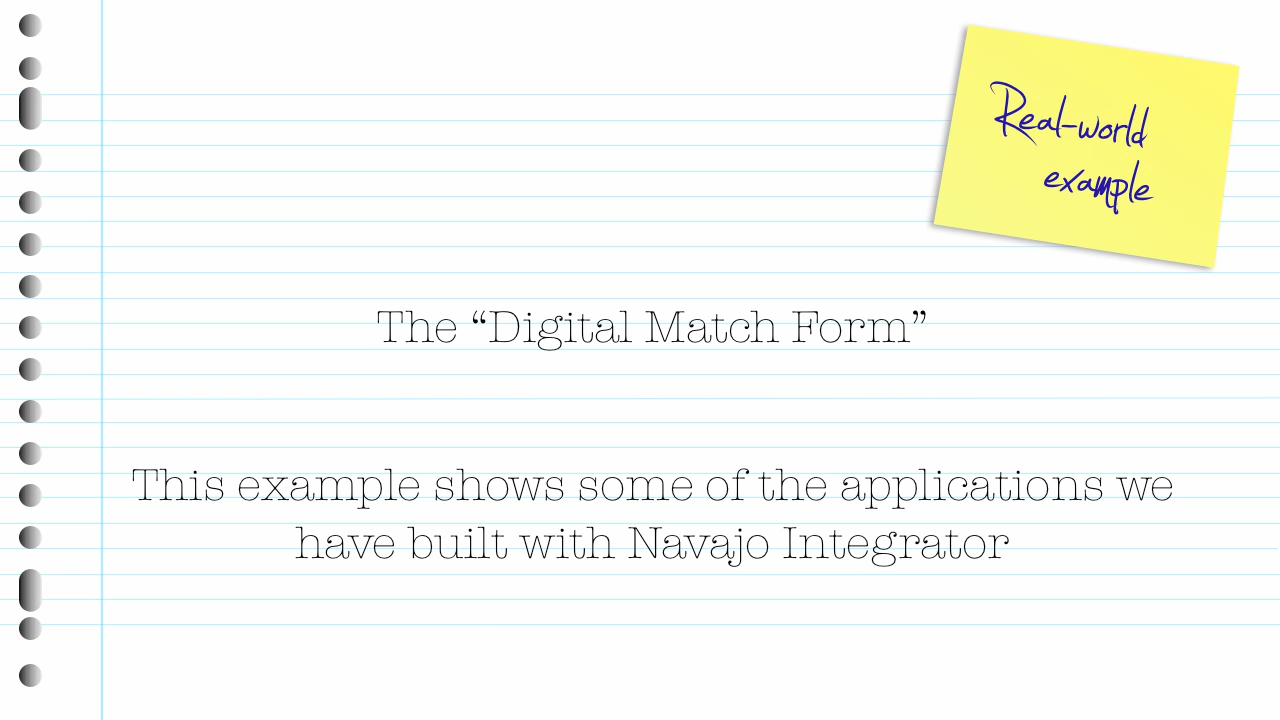 Real-world
example
The “Digital Match Form”
This example shows some of the applications we
have built with Navajo Integrator